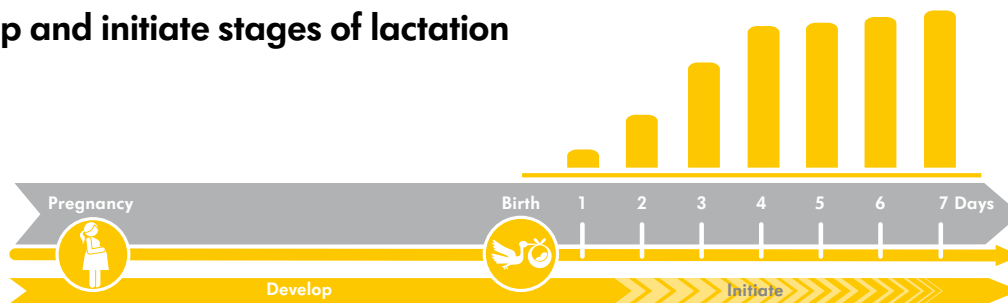 p and initiate stages of lactation
Pregnancy Birth 1 2 3 4 5 6 7 Days
Develop Initiate